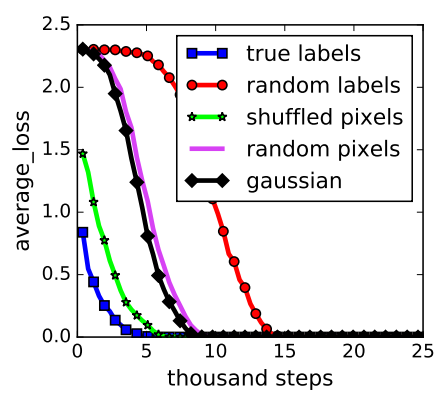 2.5
2.0
1.5
1.0
0.5
0.0
average_loss
true labels
random labels
shuffled pixels
random pixels
gaussian
0 5 10 15 20 25
thousand steps